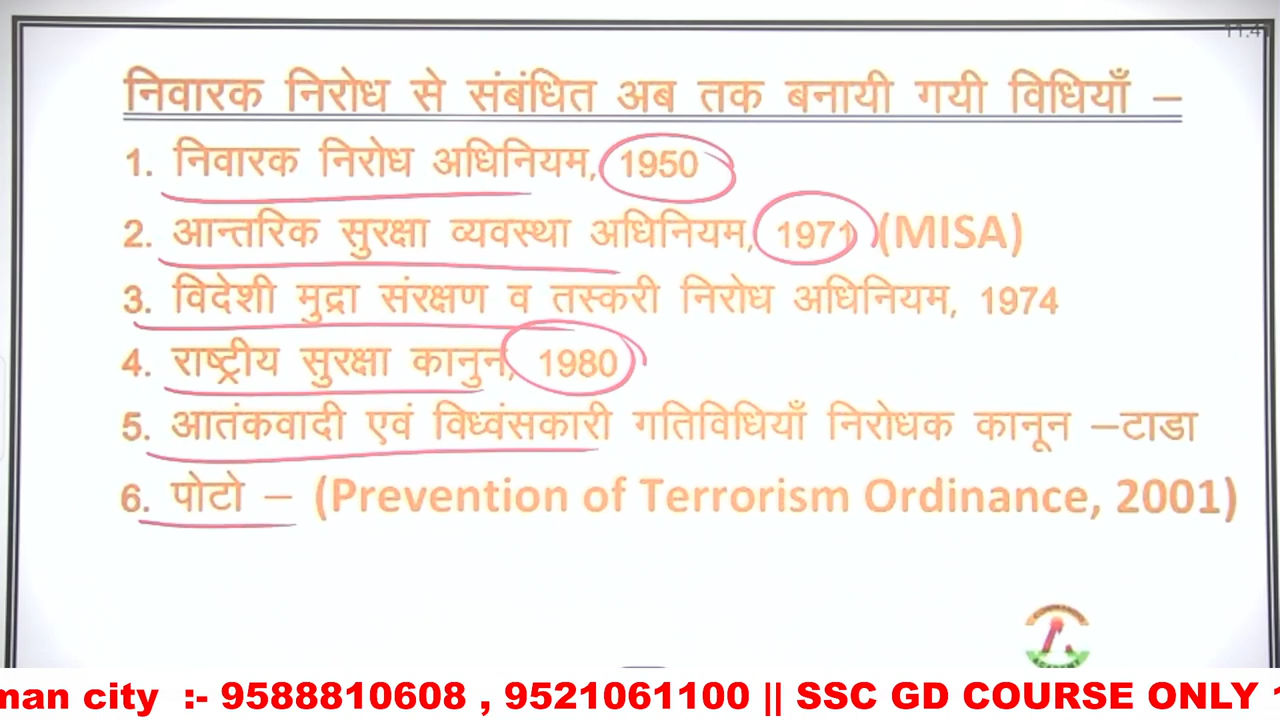 निवारक निरोध से संबंधित अब तक बनायी गयी विधियाँ –
1. निवारक निरोध अधिनियम, 1950
2. आन्तरिक सुरक्षा व्यवस्था अधिनियम, 1971 (MISA)
3. विदेशी मुद्रा संरक्षण व तस्करी निरोध अधिनियम, 1974
4. राष्ट्रीय सुरक्षा कानुन, 1980
5. आतंकवादी एवं विध्वंसकारी गतिविधियाँ निरोधक कानून –टाडा
6. पोटो – (Prevention of Terrorism Ordinance, 2001)
man city :- 9588810608 , 9521061100 || SSC GD COURSE ONLY